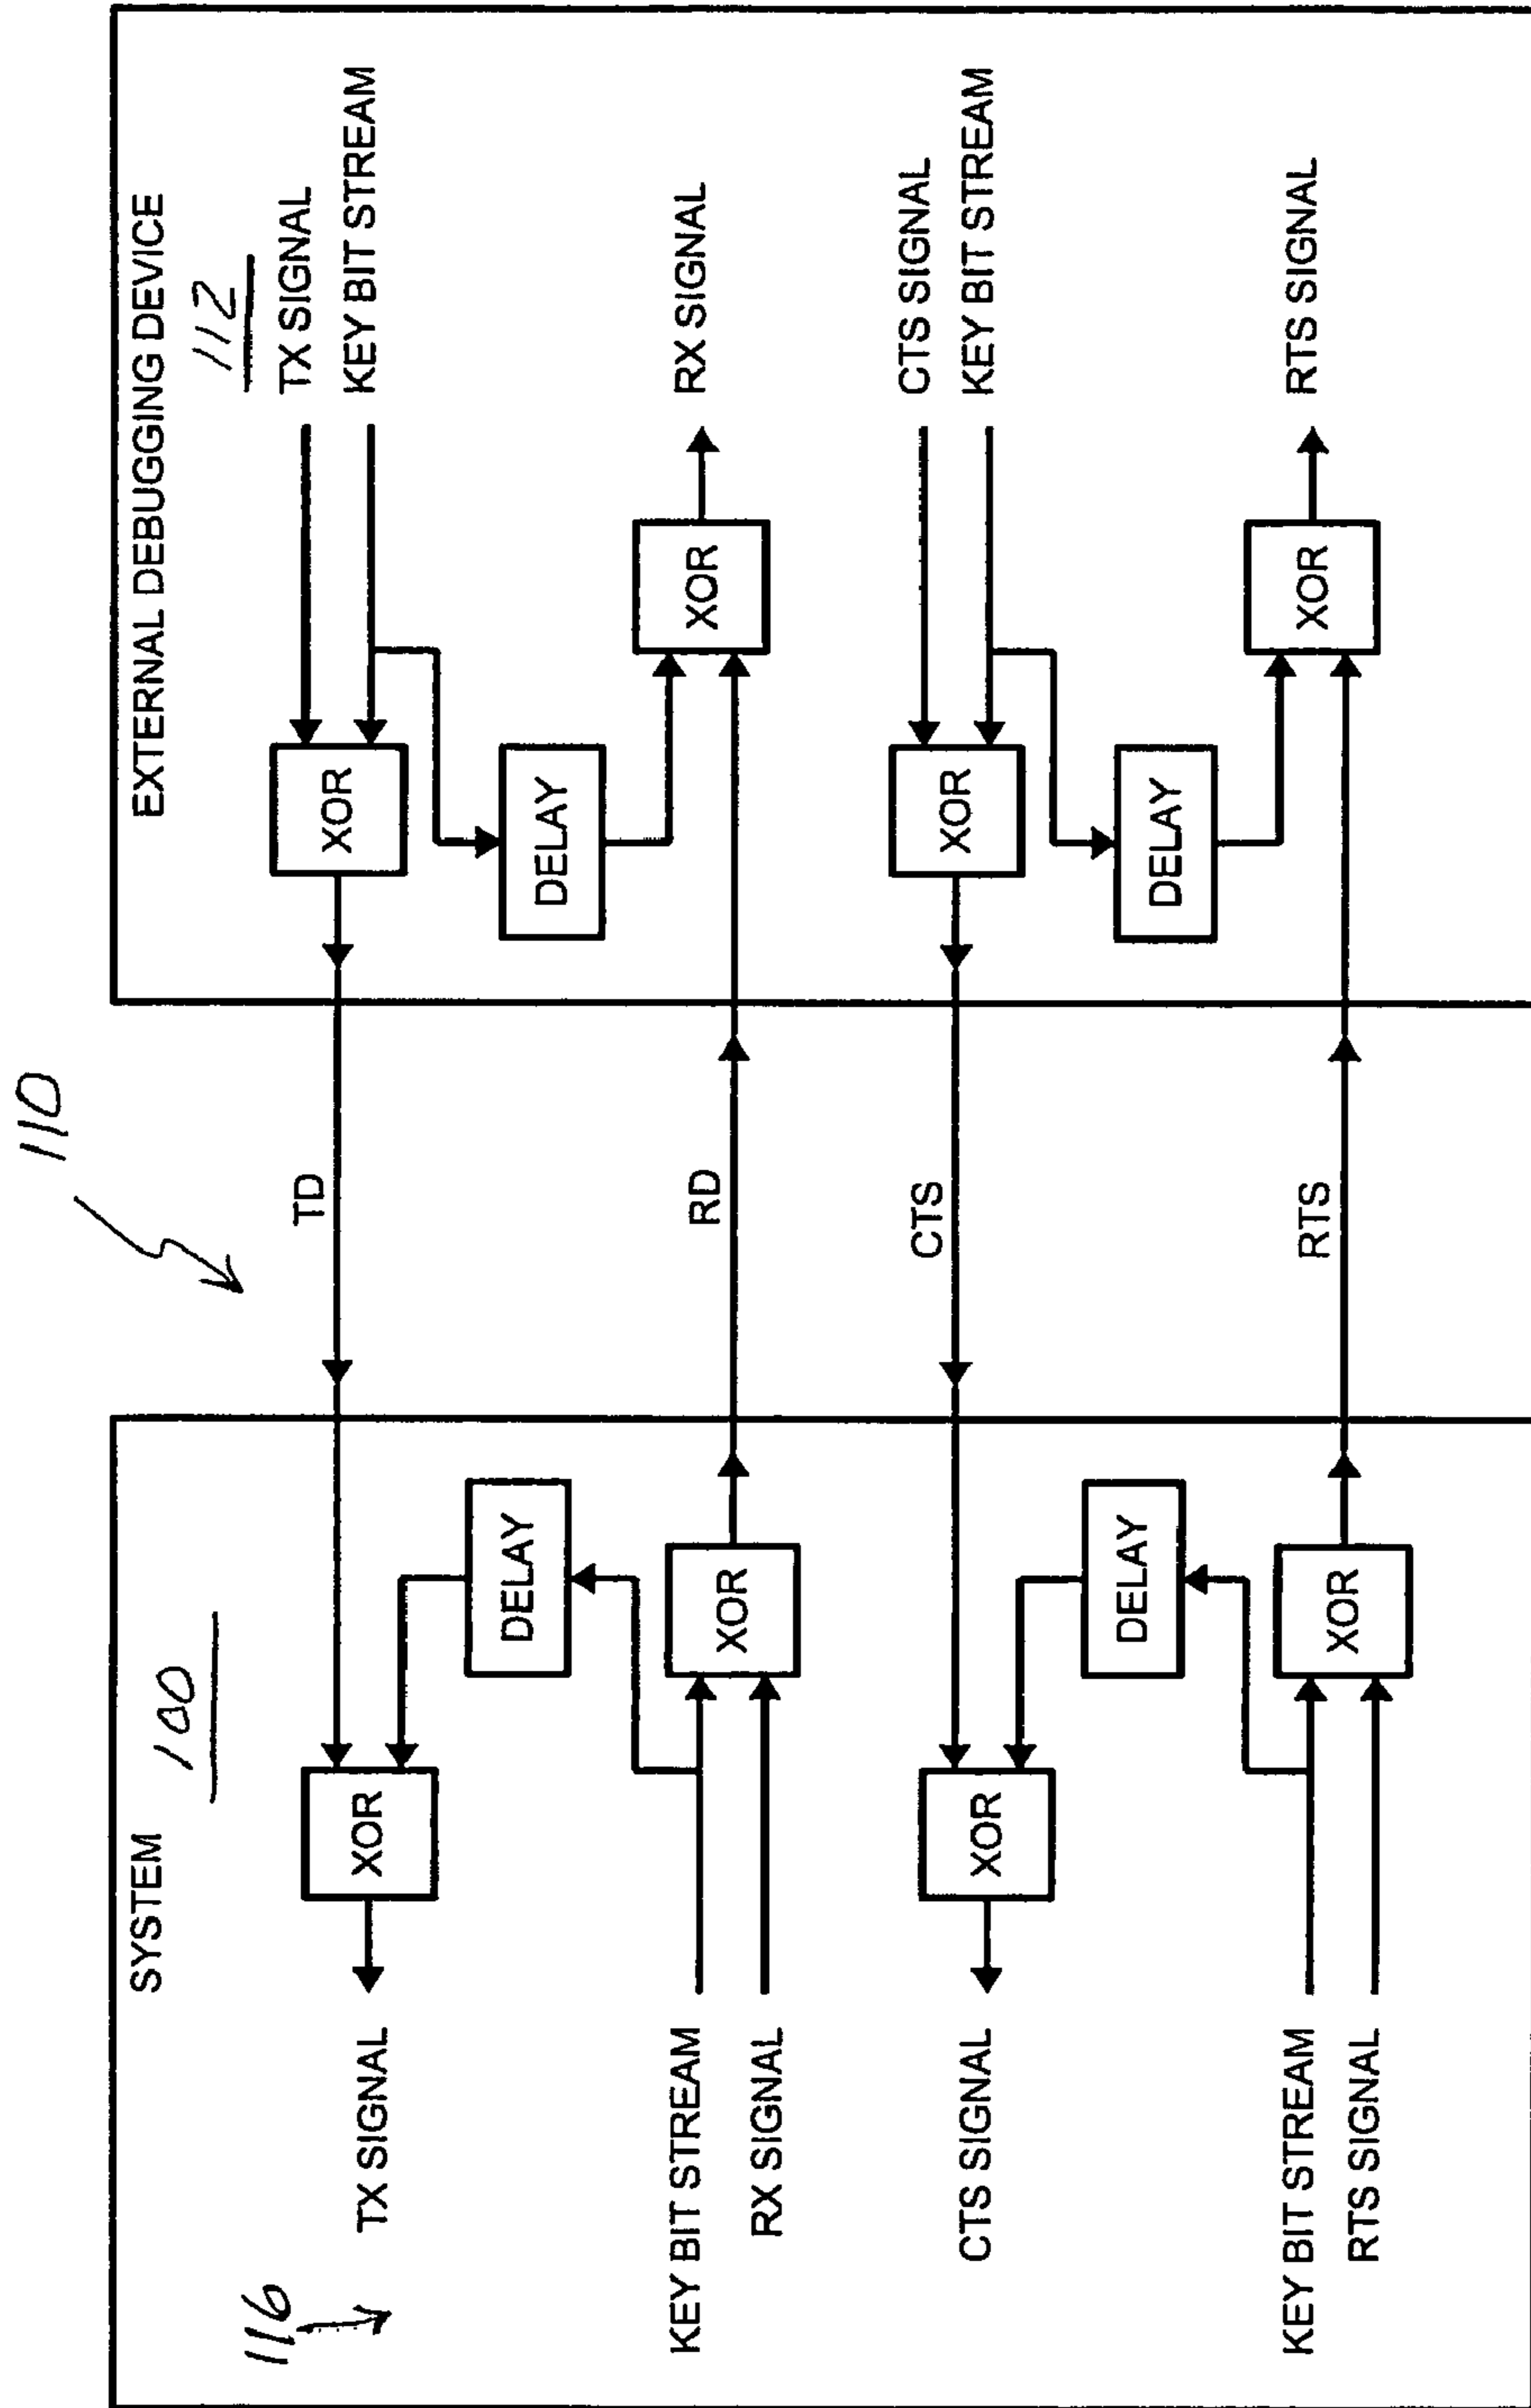 110
SYSTEM
100
116
TX SIGNAL
XOR
DELAY
KEY BIT STREAM
RX SIGNAL
XOR
CTS SIGNAL
XOR
DELAY
KEY BIT STREAM
RTS SIGNAL
XOR
TD
RD
CTS
RTS
EXTERNAL DEBUGGING DEVICE
112
TX SIGNAL
KEY BIT STREAM
XOR
DELAY
XOR
RX SIGNAL
CTS SIGNAL
KEY BIT STREAM
XOR
DELAY
XOR
RTS SIGNAL